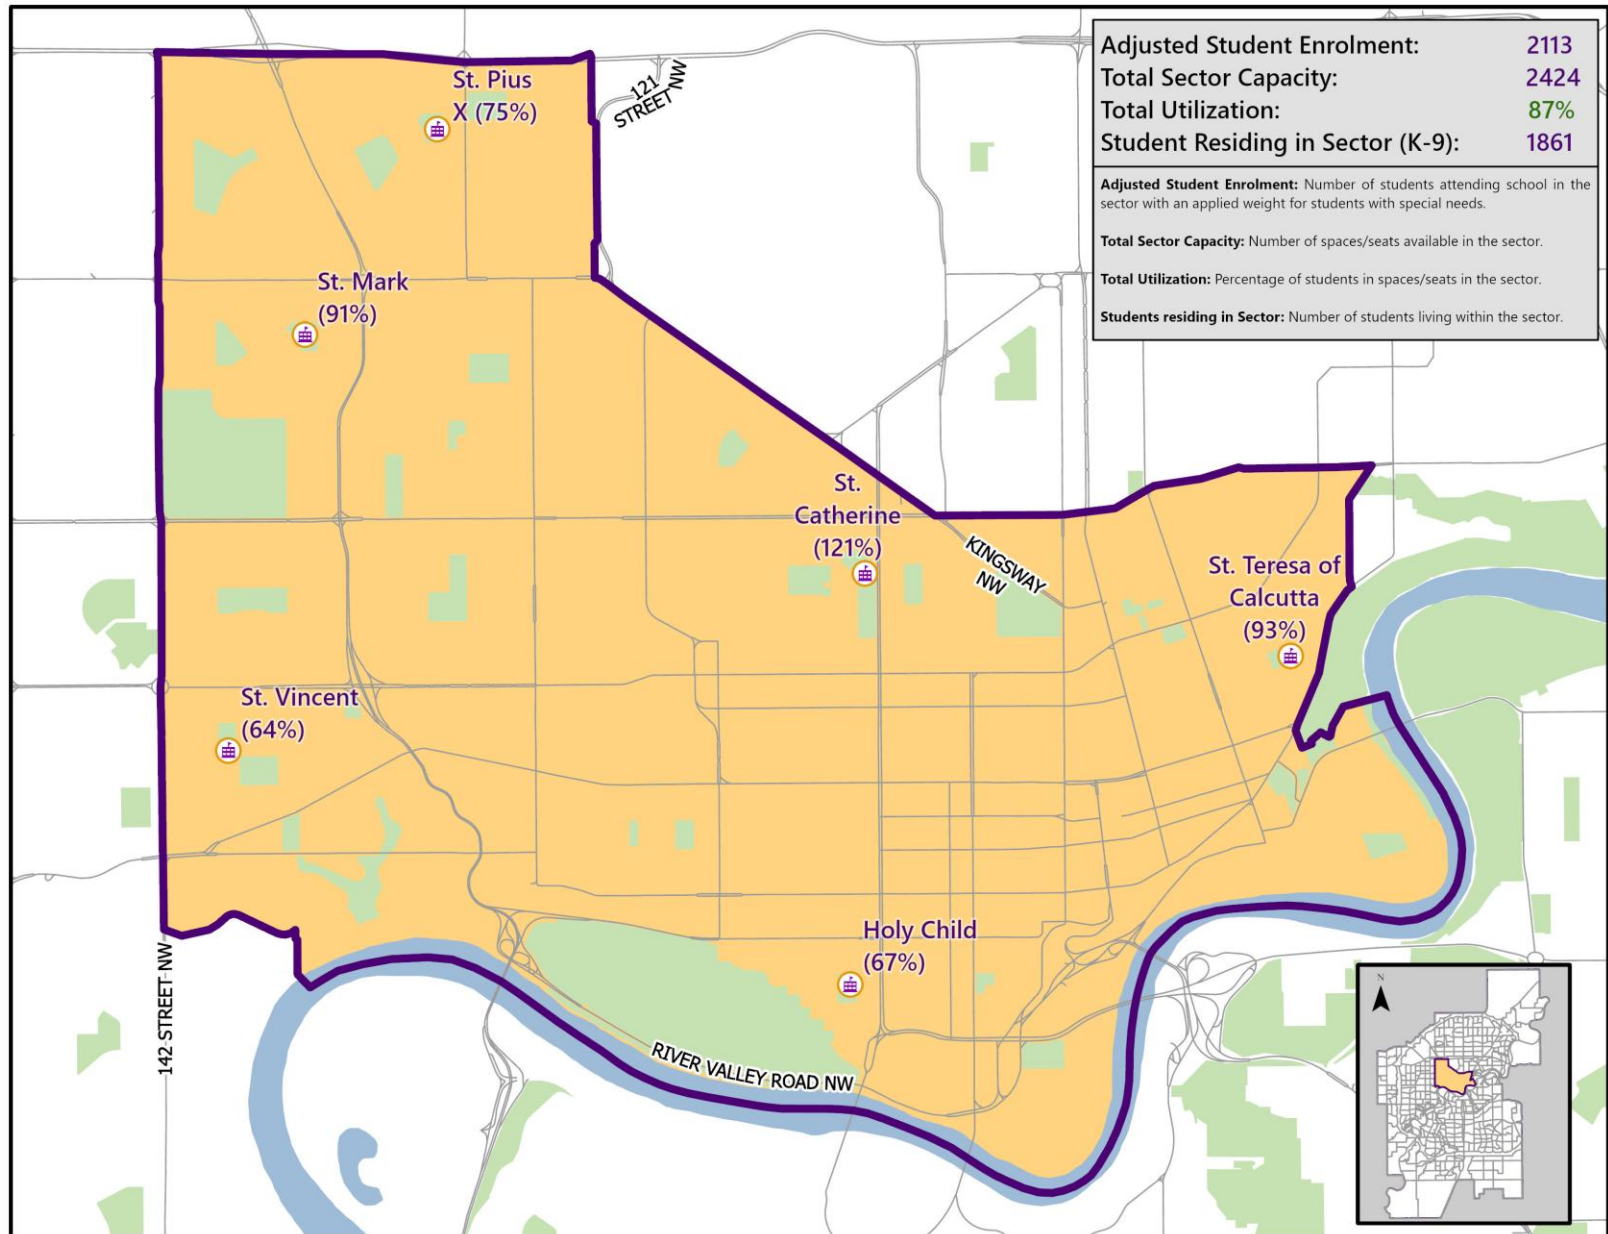 Adjusted Student Enrolment: 2113
Total Sector Capacity: 2424
Total Utilization: 87%
Student Residing in Sector (K-9): 1861
Adjusted Student Enrolment: Number of students attending school in the
sector with an applied weight for students with special needs.
Total Sector Capacity: Number of spaces/seats available in the sector.
Total Utilization: Percentage of students in spaces/seats in the sector.
Students residing in Sector: Number of students living within the sector.
St. Pius
X (75%)
121
STREET NW
St. Mark
(91%)
St.
Catherine
(121%)
KINGSWAY
NW
St. Teresa of
Calcutta
(93%)
St. Vincent
(64%)
Holy Child
(67%)
142 STREET NW
RIVER VALLEY ROAD NW
N